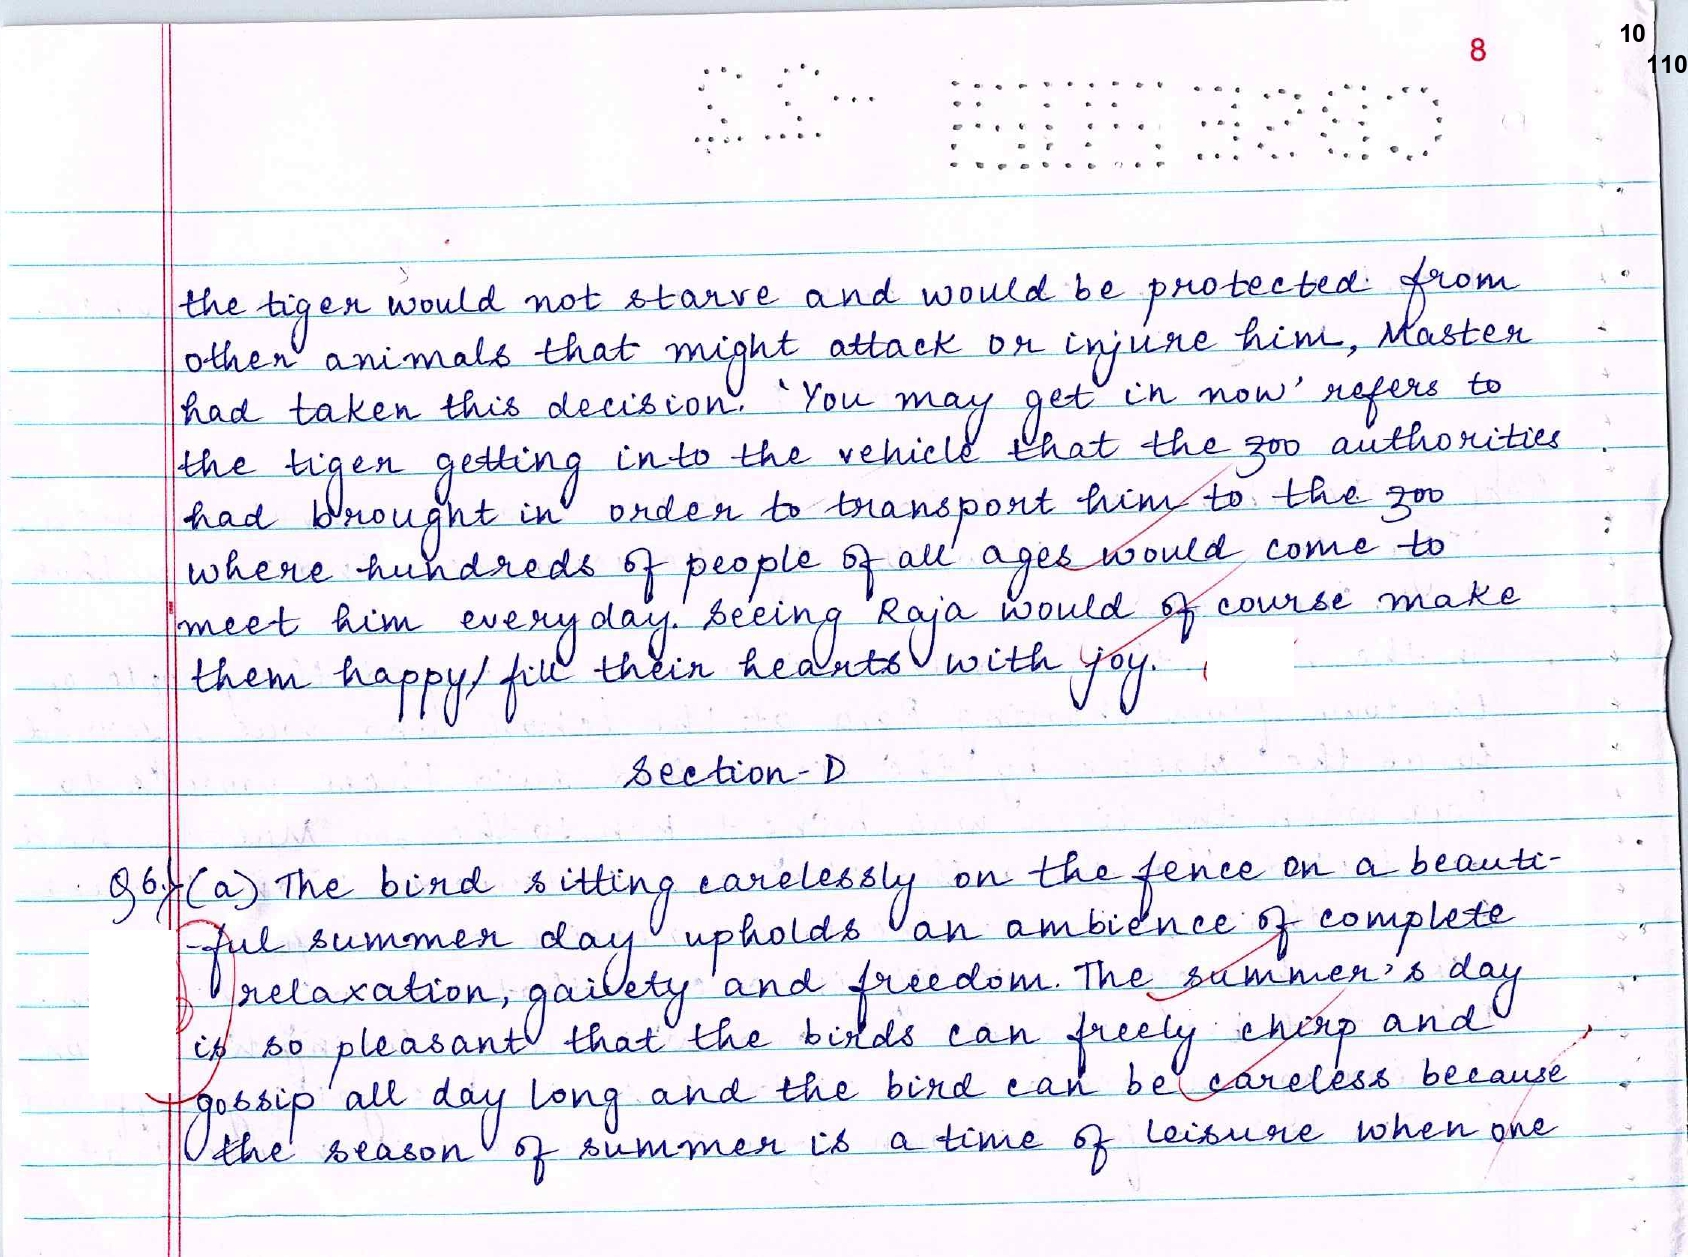 10
8
110
the tiger would not starve and would be protected from
other animals that might attack or injure him, Master
had taken this decision. 'You may get in now' refers to
the tiger getting into the vehicle that the zoo authorities
had brought in order to transport him to the zoo
where hundreds of people of all ages would come to
meet him everyday. Seeing Raja would of course make
them happy/ fill their hearts with joy.
Section-D
Q6.) (a) The bird sitting carelessly on the fence on a beauti-
-ful summer day upholds an ambience of complete
relaxation, gaivety and freedom. The summer's day
is so pleasant that the birds can freely chirp and
gossip all day long and the bird can be careless because
the season of summer is a time of leisure when one